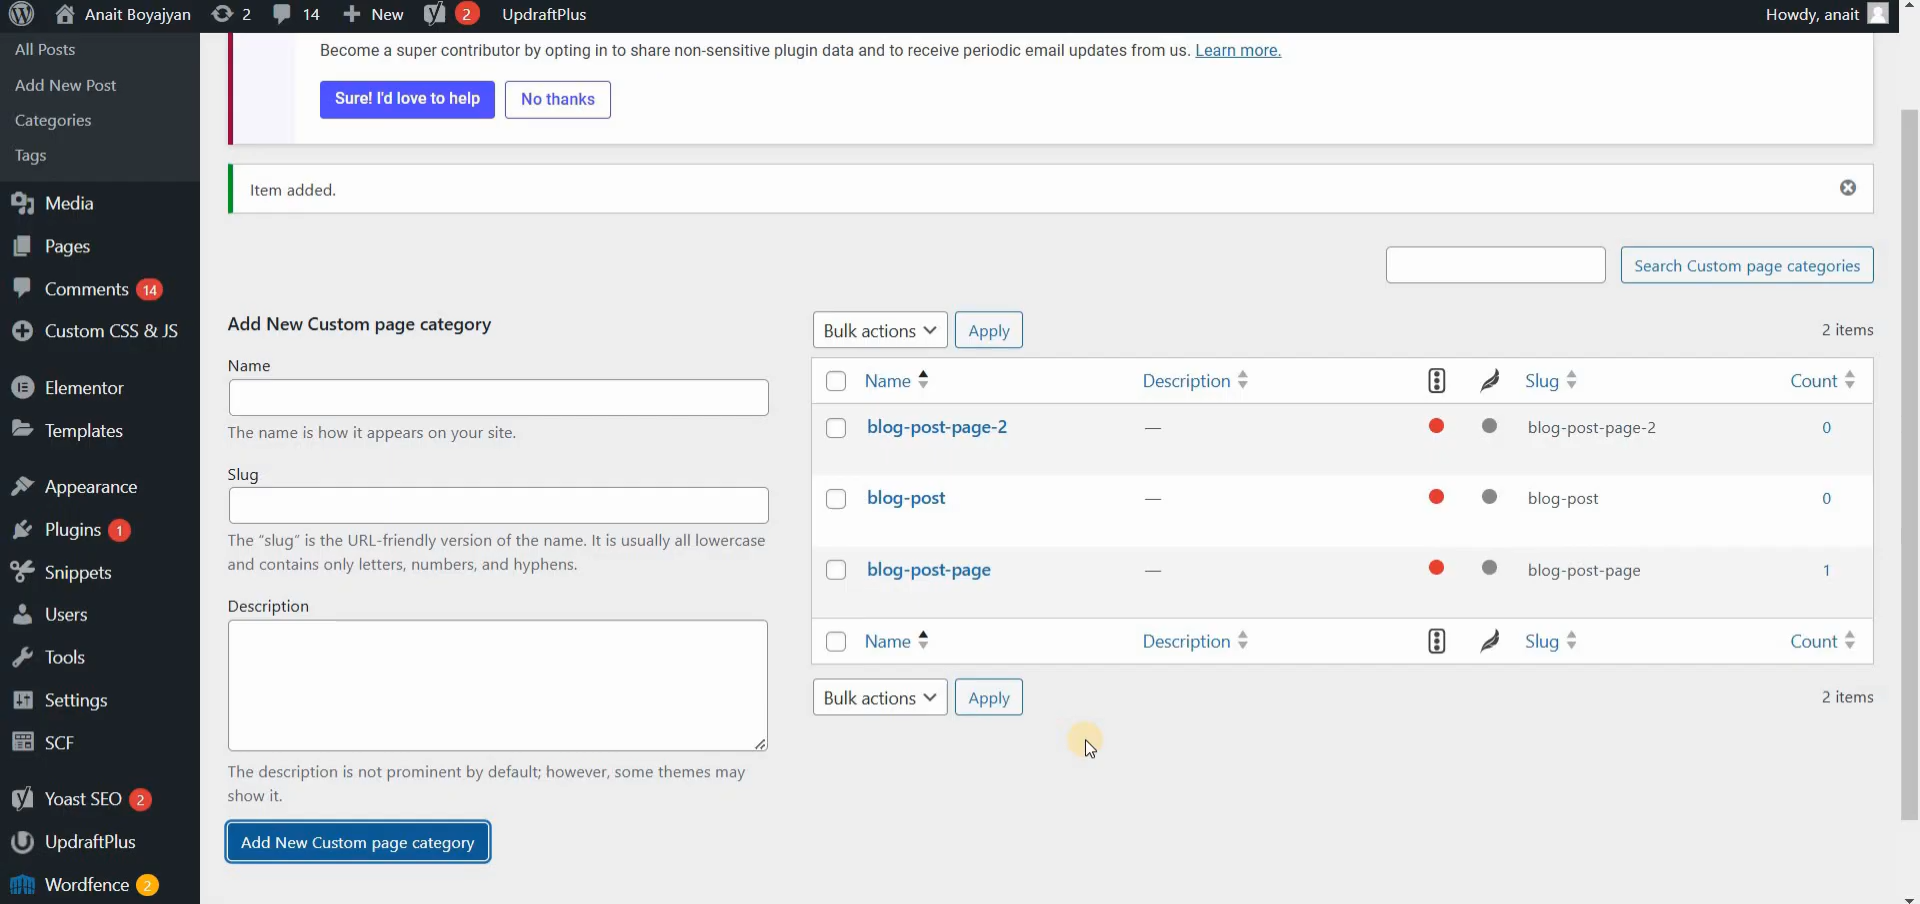 Anait Boyajyan 2 14 New 2 UpdraftPlus Howdy, anait
All Posts
Add New Post
Categories
Tags
Media
Pages
Comments 14
Custom CSS & JS
Elementor
Templates
Appearance
Plugins 1
Snippets
Users
Tools
Settings
SCF
Yoast SEO 2
UpdraftPlus
Wordfence 2
Become a super contributor by opting in to share non-sensitive plugin data and to receive periodic email updates from us. Learn more.
Sure! I'd love to help No thanks
Item added.
Search Custom page categories
Add New Custom page category
Name
The name is how it appears on your site.
Slug
The “slug” is the URL-friendly version of the name. It is usually all lowercase
and contains only letters, numbers, and hyphens.
Description
The description is not prominent by default; however, some themes may
show it.
Add New Custom page category
Bulk actions Apply 2 items
Name Description Slug Count
blog-post-page-2 — blog-post-page-2 0
blog-post — blog-post 0
blog-post-page — blog-post-page 1
Name Description Slug Count
Bulk actions Apply 2 items